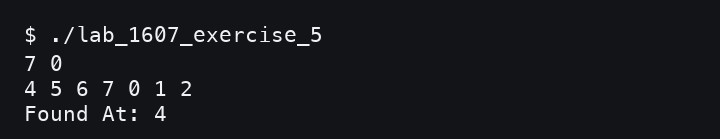 $ ./lab_1607_exercise_5
7 0
4 5 6 7 0 1 2
Found At: 4